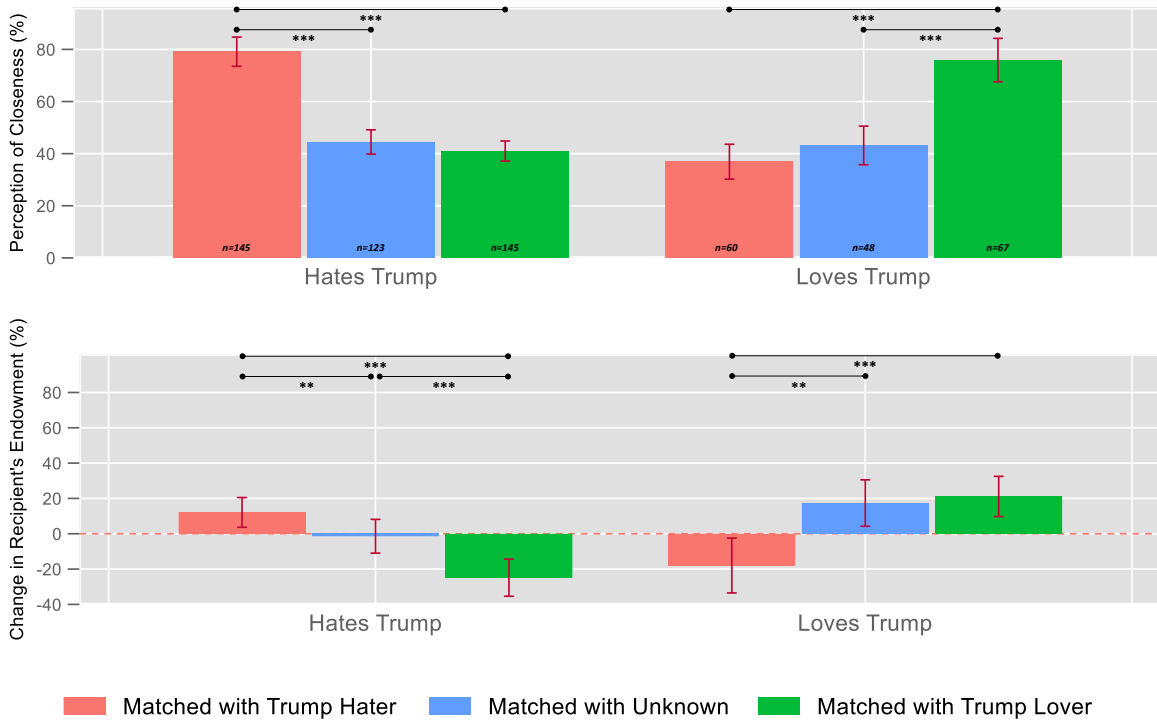 Perception of Closeness (%)
80
60
40
20
0
***
***
***
***
n=145
n=123
n=145
n=60
n=48
n=67
Hates Trump
Loves Trump
Change in Recipient's Endowment (%)
80
60
40
20
0
-20
-40
***
**
***
***
**
Hates Trump
Loves Trump
Matched with Trump Hater
Matched with Unknown
Matched with Trump Lover